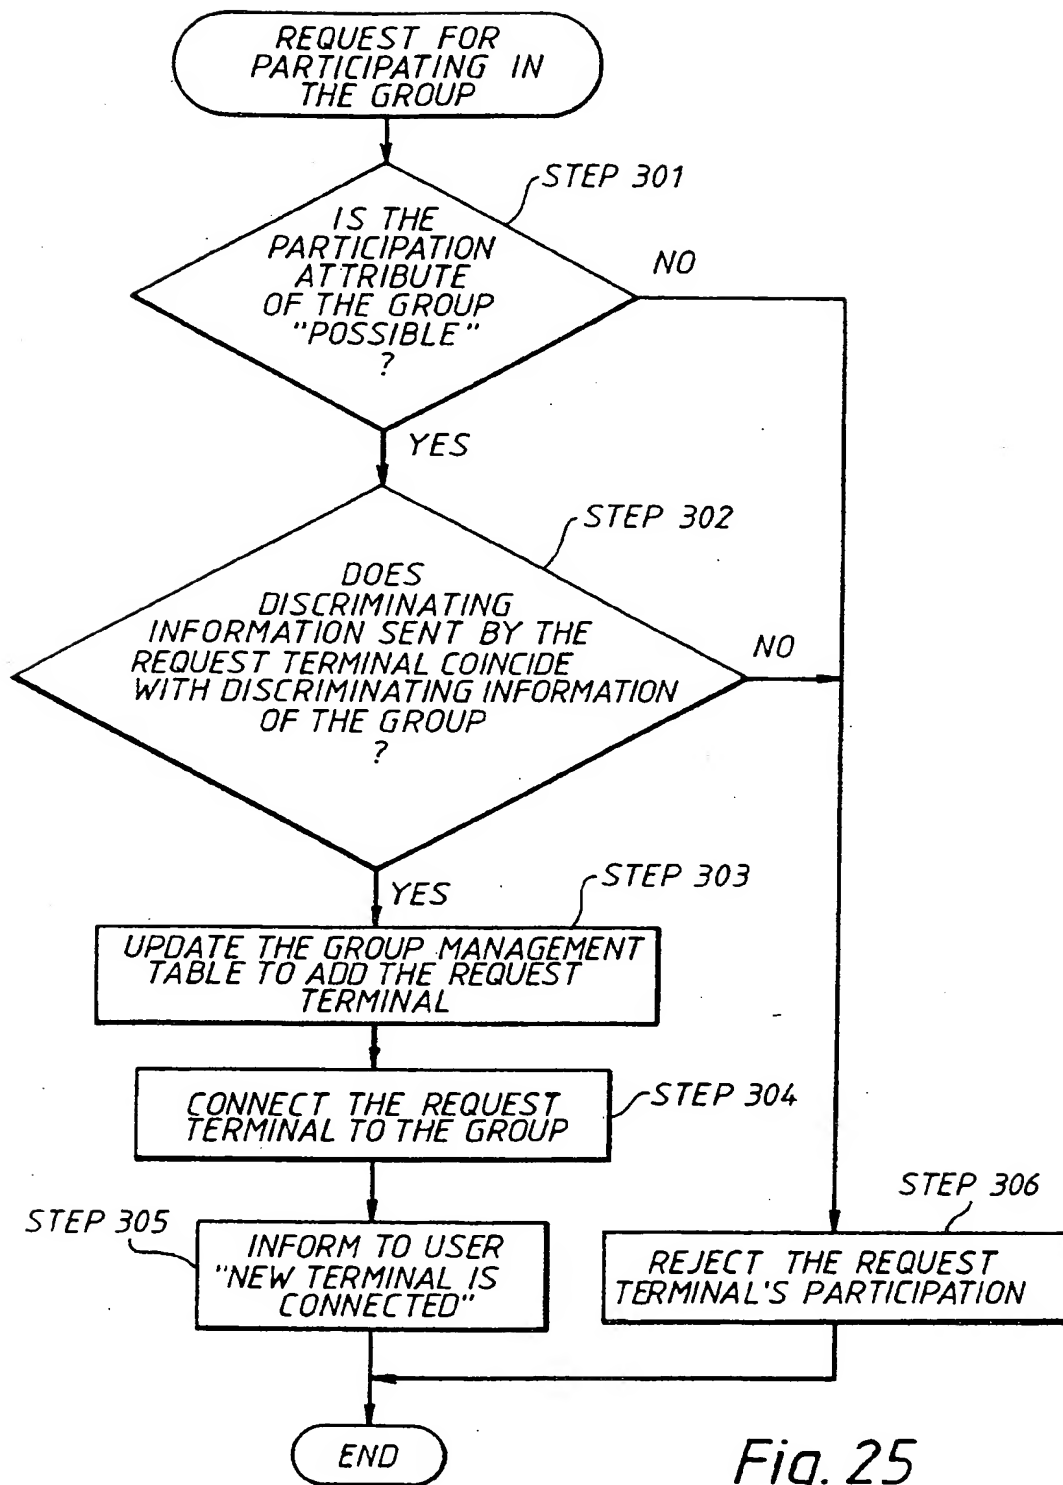 REQUEST FOR
PARTICIPATING IN
THE GROUP
STEP 301
IS THE
PARTICIPATION
ATTRIBUTE
OF THE GROUP
"POSSIBLE"
?
NO
YES
STEP 302
DOES
DISCRIMINATING
INFORMATION SENT BY THE
REQUEST TERMINAL COINCIDE
WITH DISCRIMINATING INFORMATION
OF THE GROUP
?
NO
YES
STEP 303
UPDATE THE GROUP MANAGEMENT
TABLE TO ADD THE REQUEST
TERMINAL
STEP 304
CONNECT THE REQUEST
TERMINAL TO THE GROUP
STEP 305
INFORM TO USER
"NEW TERMINAL IS
CONNECTED"
STEP 306
REJECT THE REQUEST
TERMINAL'S PARTICIPATION
END
Fig. 25